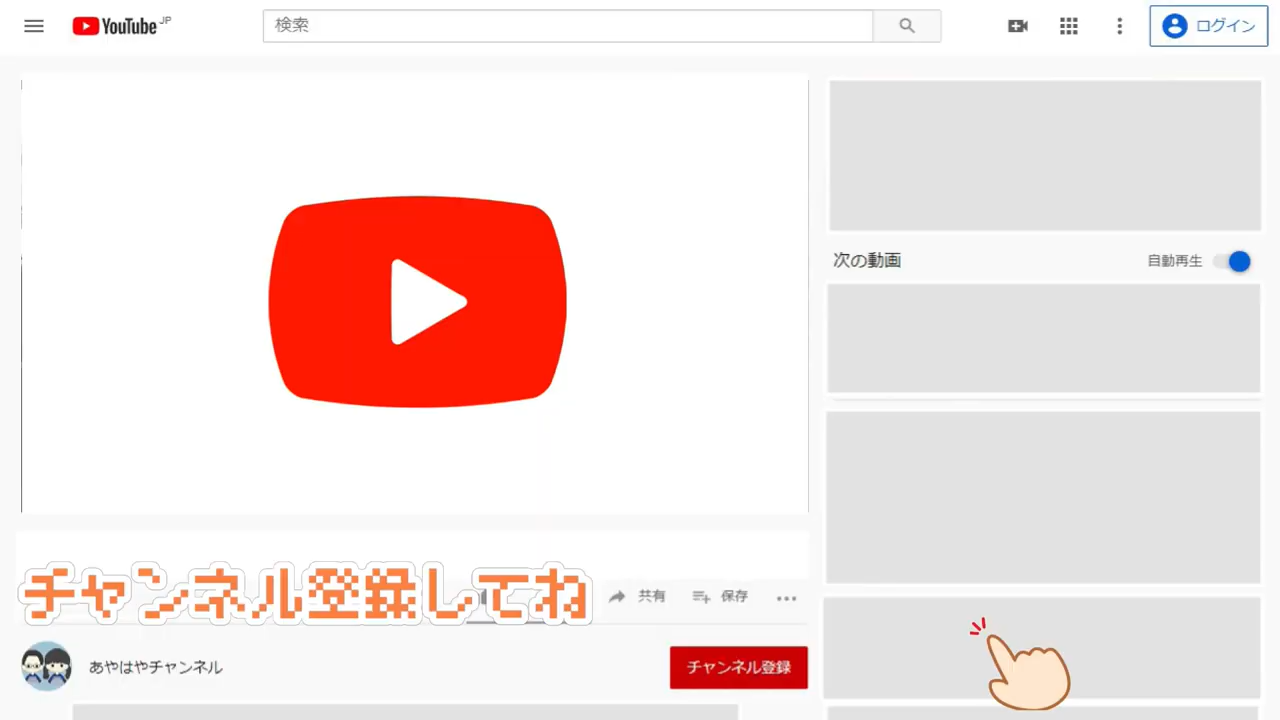 YouTube JP
検索
ログイン
次の動画
自動再生
チャンネル登録してね
共有
保存
あやはやチャンネル
チャンネル登録